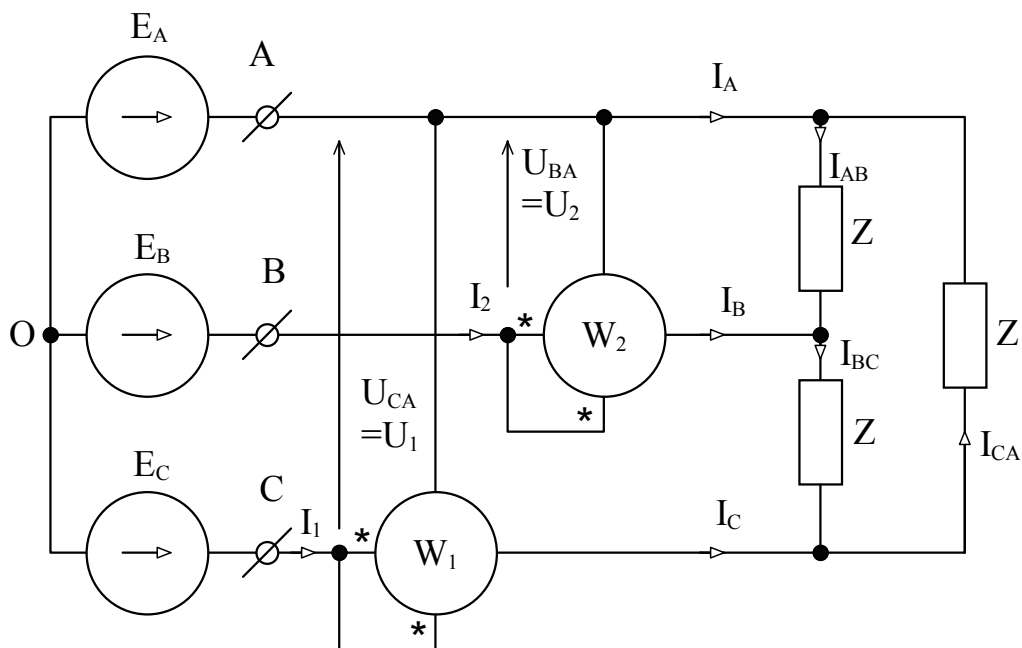 E_A
A
I_A
U_BA
=U_2
I_AB
Z
E_B
B
I_2
*
W_2
I_B
O
Z
I_BC
*
U_CA
=U_1
Z
I_CA
E_C
C
I_1
*
W_1
I_C
*